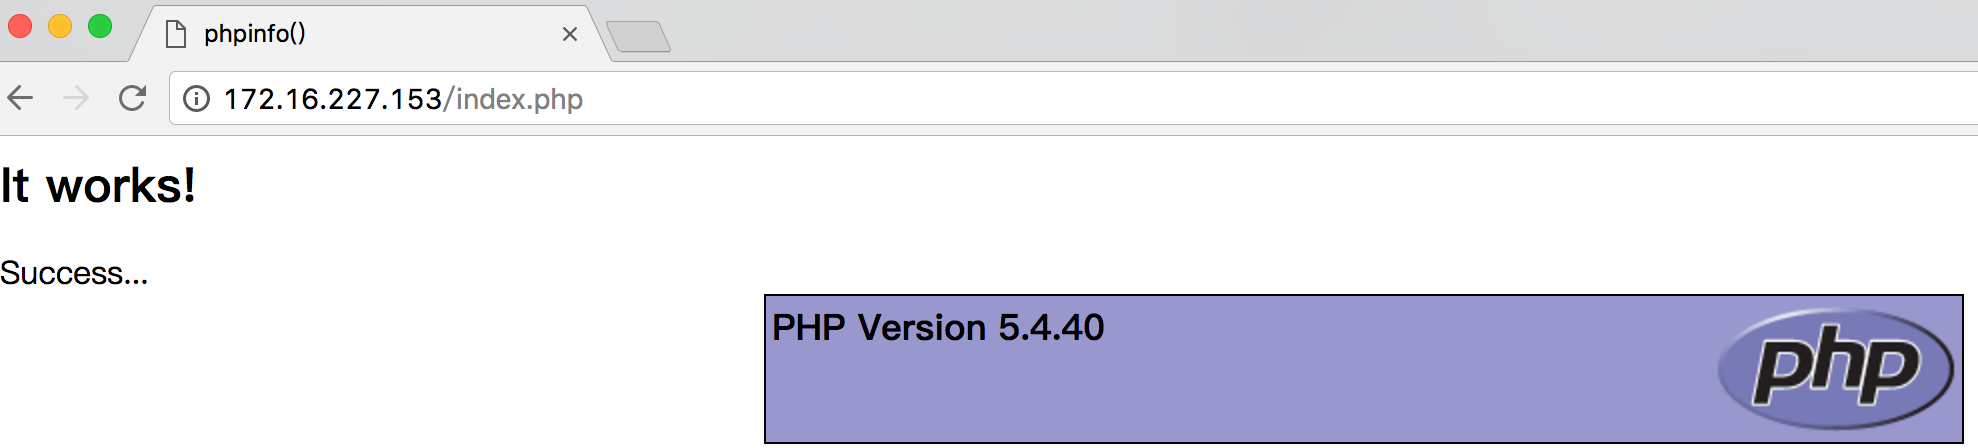 phpinfo()
172.16.227.153/index.php
It works!
Success...
PHP Version 5.4.40
php